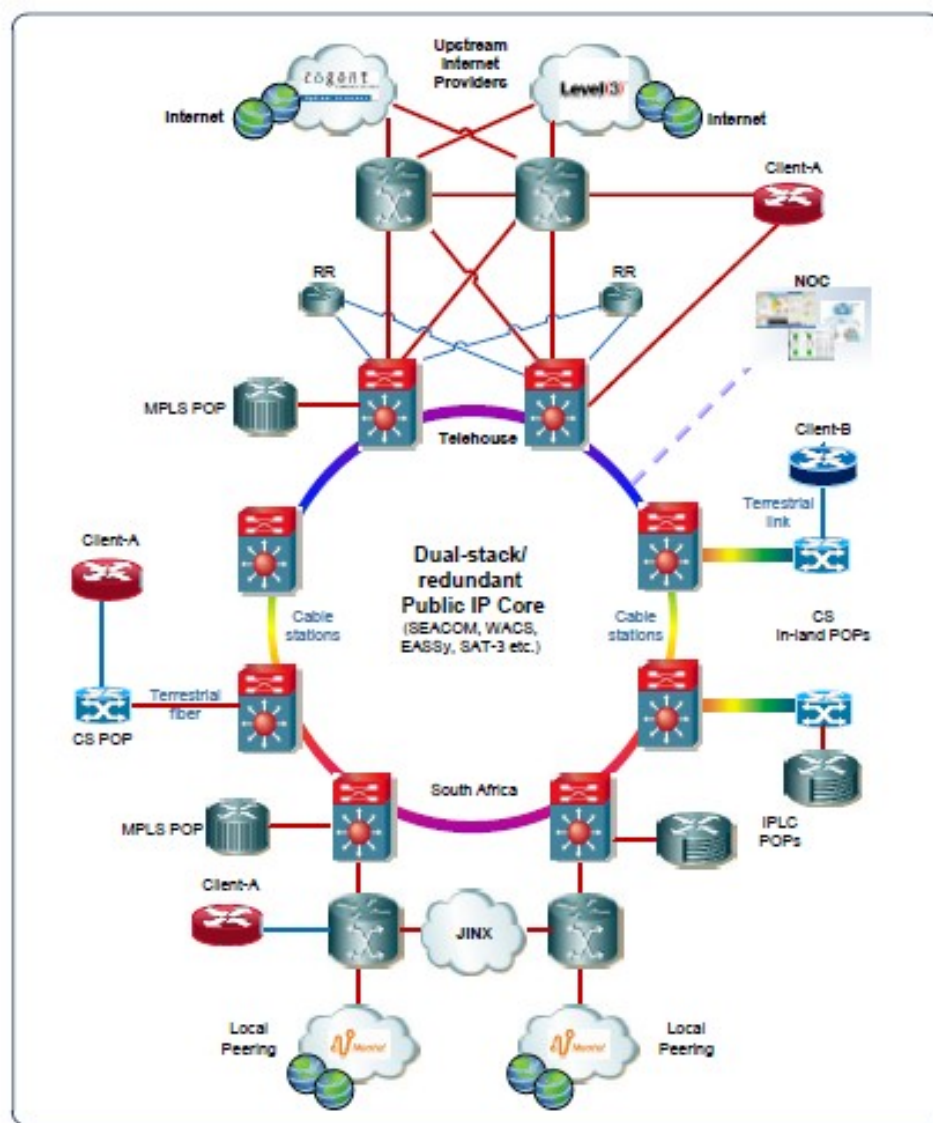 Upstream
Internet
Providers
cogent
Level(3)
Internet
Internet
Client-A
RR
RR
NOC
MPLS POP
Telehouse
Client-B
Terrestrial
link
Client-A
Dual-stack/
redundant
Public IP Core
(SEACOM, WACS,
EASSy, SAT-3 etc.)
Cable
stations
Cable
stations
CS
In-land POPs
Terrestrial
fiber
CS POP
South Africa
MPLS POP
IPLC
POPs
Client-A
JINX
Local
Peering
Local
Peering